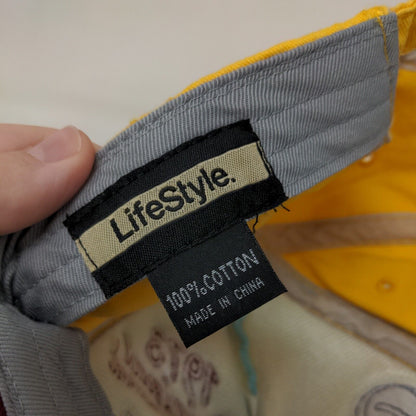 LifeStyle.
100% COTTON
MADE IN CHINA